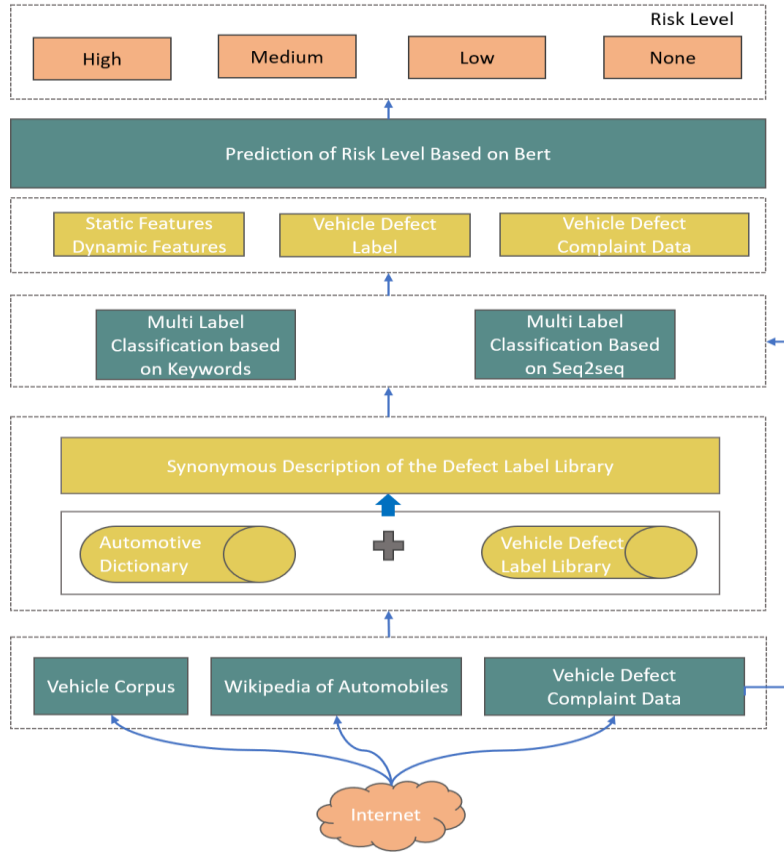 Risk Level
High
Medium
Low
None
Prediction of Risk Level Based on Bert
Static Features
Dynamic Features
Vehicle Defect
Label
Vehicle Defect
Complaint Data
Multi Label
Classification based
on Keywords
Multi Label
Classification Based
on Seq2seq
Synonymous Description of the Defect Label Library
Automotive
Dictionary
Vehicle Defect
Label Library
Vehicle Corpus
Wikipedia of Automobiles
Vehicle Defect
Complaint Data
Internet